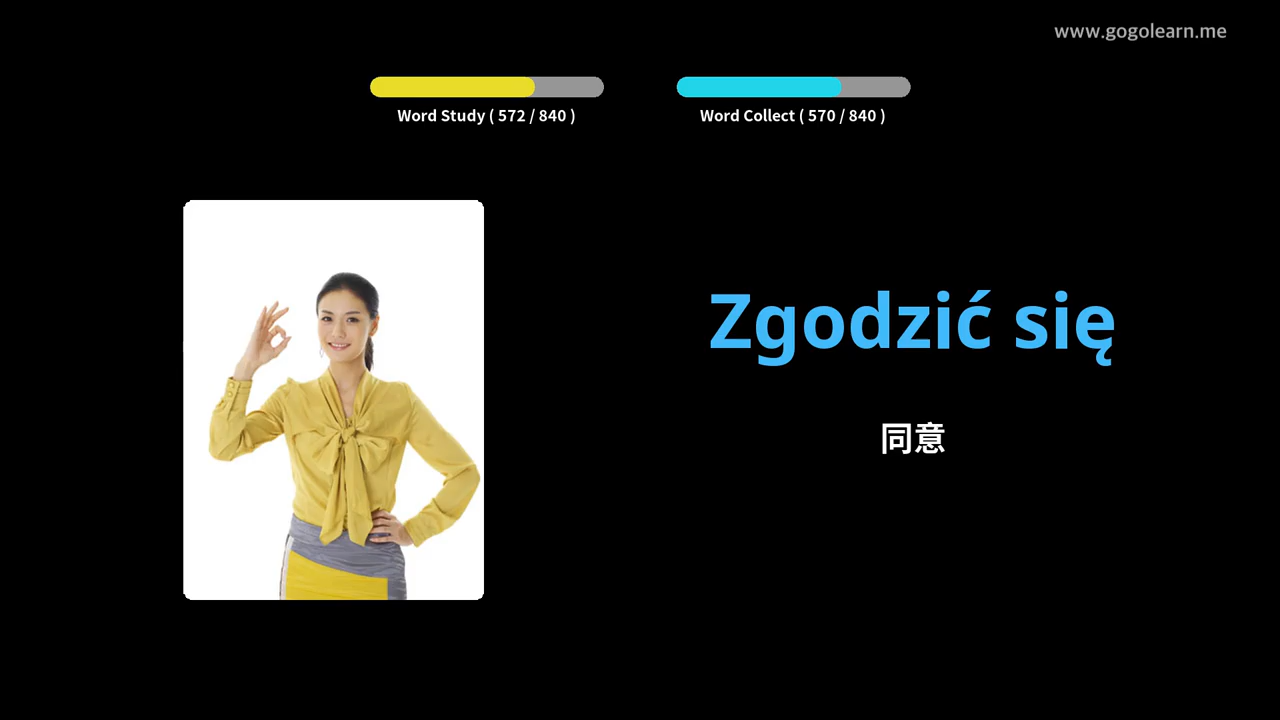 www.gogolearn.me
Word Study ( 572 / 840 )
Word Collect ( 570 / 840 )
Zgodzić się
同意